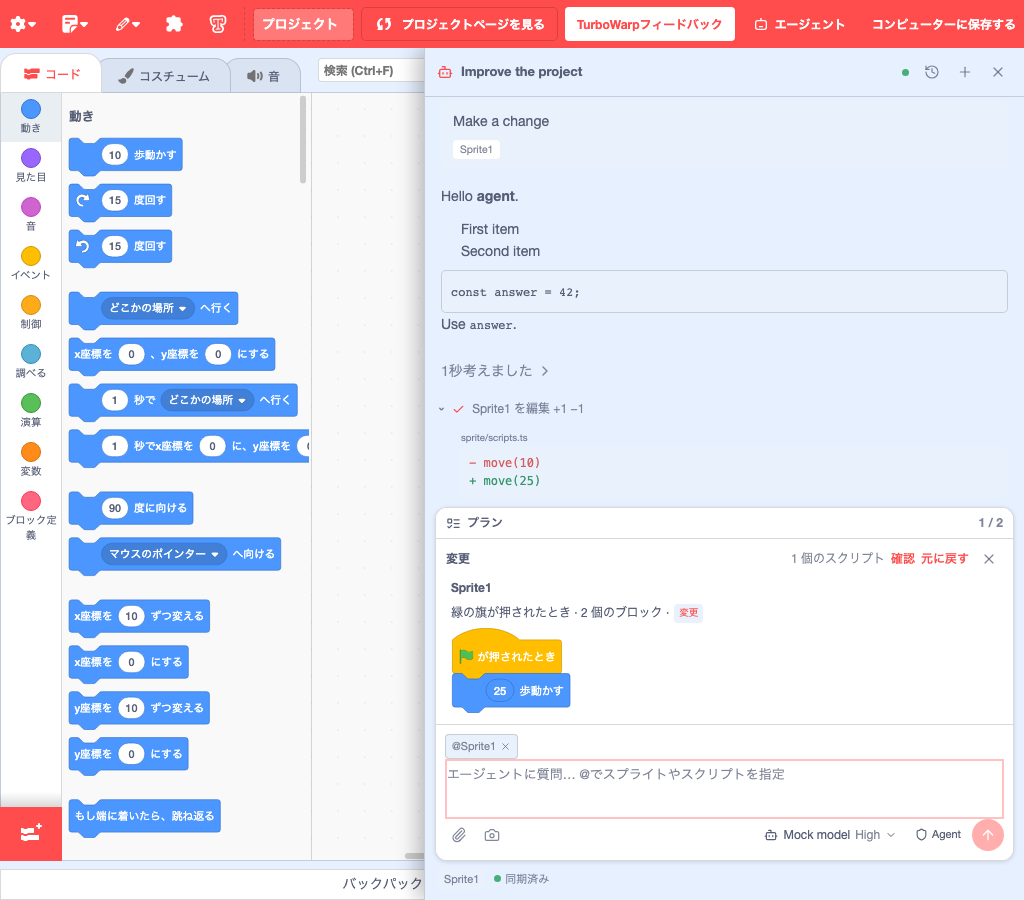 プロジェクト
プロジェクトページを見る
TurboWarpフィードバック
エージェント
コンピューターに保存する
コード
コスチューム
音
検索 (Ctrl+F)
動き
見た目
音
イベント
制御
調べる
演算
変数
ブロック定義
動き
10 歩動かす
15 度回す
15 度回す
どこかの場所 へ行く
x座標を 0 、y座標を 0 にする
1 秒で どこかの場所 へ行く
1 秒でx座標を 0 に、y座標を
90 度に向ける
マウスのポインター へ向ける
x座標を 10 ずつ変える
x座標を 0 にする
y座標を 10 ずつ変える
y座標を 0 にする
もし端に着いたら、跳ね返る
バックパック
Improve the project
Make a change
Sprite1
Hello agent.
First item
Second item
const answer = 42;
Use answer.
1秒考えました
Sprite1 を編集 +1 −1
sprite/scripts.ts
- move(10)
+ move(25)
プラン 1 / 2
変更 1 個のスクリプト 確認 元に戻す
Sprite1
緑の旗が押されたとき · 2 個のブロック · 変更
が押されたとき
25 歩動かす
@Sprite1
エージェントに質問... @でスプライトやスクリプトを指定
Mock model High Agent
Sprite1 同期済み